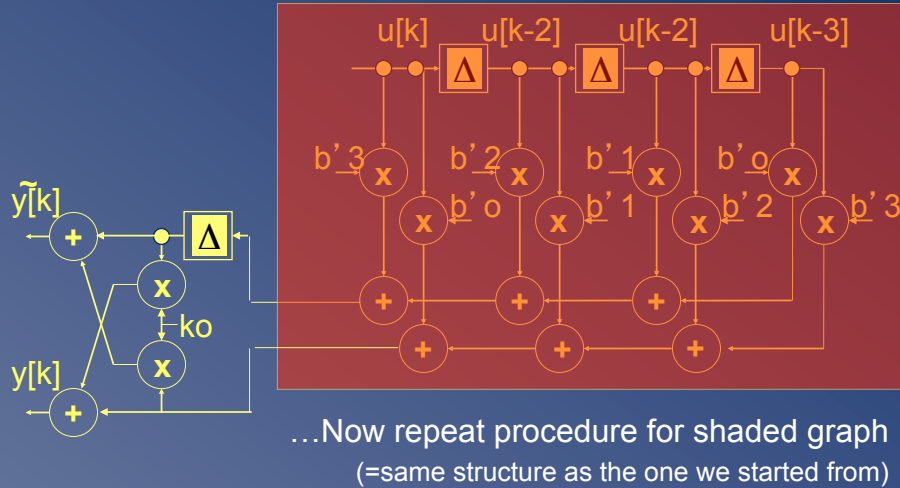 u[k] u[k-2] u[k-2] u[k-3]
Δ Δ Δ
b'3 x b'2 x b'1 x b'o x
x b'o x b'1 x b'2 x b'3
ỹ[k]
+ Δ
x
+ + +
ko
+ + +
x
y[k]
+
...Now repeat procedure for shaded graph
(=same structure as the one we started from)